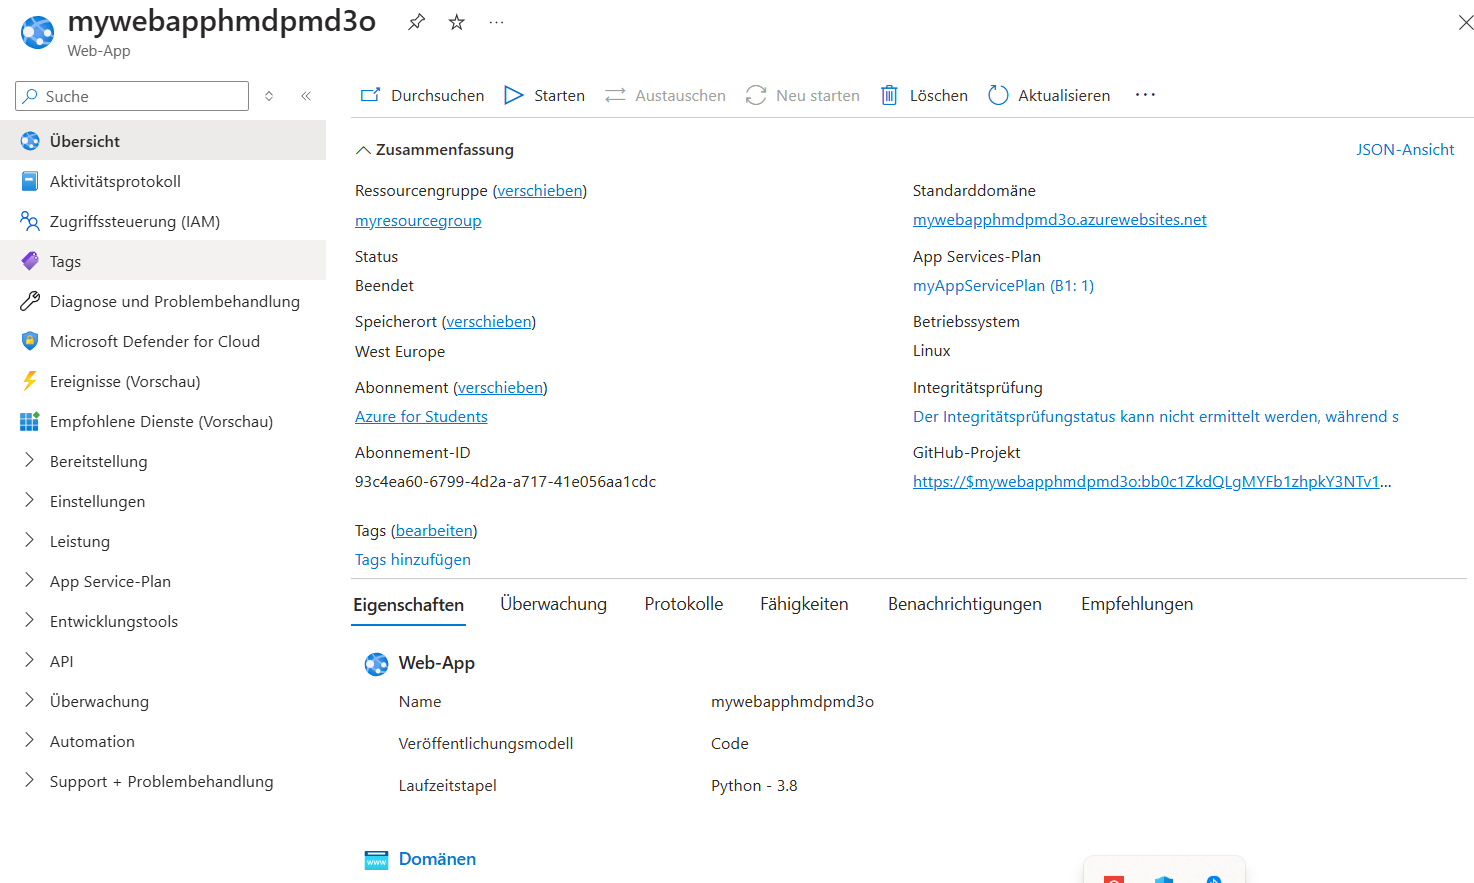 mywebapphmdpmd3o
Web-App
Suche
Durchsuchen Starten Austauschen Neu starten Löschen Aktualisieren
Übersicht
Aktivitätsprotokoll
Zugriffssteuerung (IAM)
Tags
Diagnose und Problembehandlung
Microsoft Defender for Cloud
Ereignisse (Vorschau)
Empfohlene Dienste (Vorschau)
Bereitstellung
Einstellungen
Leistung
App Service-Plan
Entwicklungstools
API
Überwachung
Automation
Support + Problembehandlung
Zusammenfassung
JSON-Ansicht
Ressourcengruppe (verschieben)
myresourcegroup
Status
Beendet
Speicherort (verschieben)
West Europe
Abonnement (verschieben)
Azure for Students
Abonnement-ID
93c4ea60-6799-4d2a-a717-41e056aa1cdc
Standarddomäne
mywebapphmdpmd3o.azurewebsites.net
App Services-Plan
myAppServicePlan (B1: 1)
Betriebssystem
Linux
Integritätsprüfung
Der Integritätsprüfungstatus kann nicht ermittelt werden, während s
GitHub-Projekt
https://$mywebapphmdpmd3o:bb0c1ZkdQLgMYFb1zhpkY3NTv1...
Tags (bearbeiten)
Tags hinzufügen
Eigenschaften Überwachung Protokolle Fähigkeiten Benachrichtigungen Empfehlungen
Web-App
Name mywebapphmdpmd3o
Veröffentlichungsmodell Code
Laufzeitstapel Python - 3.8
Domänen